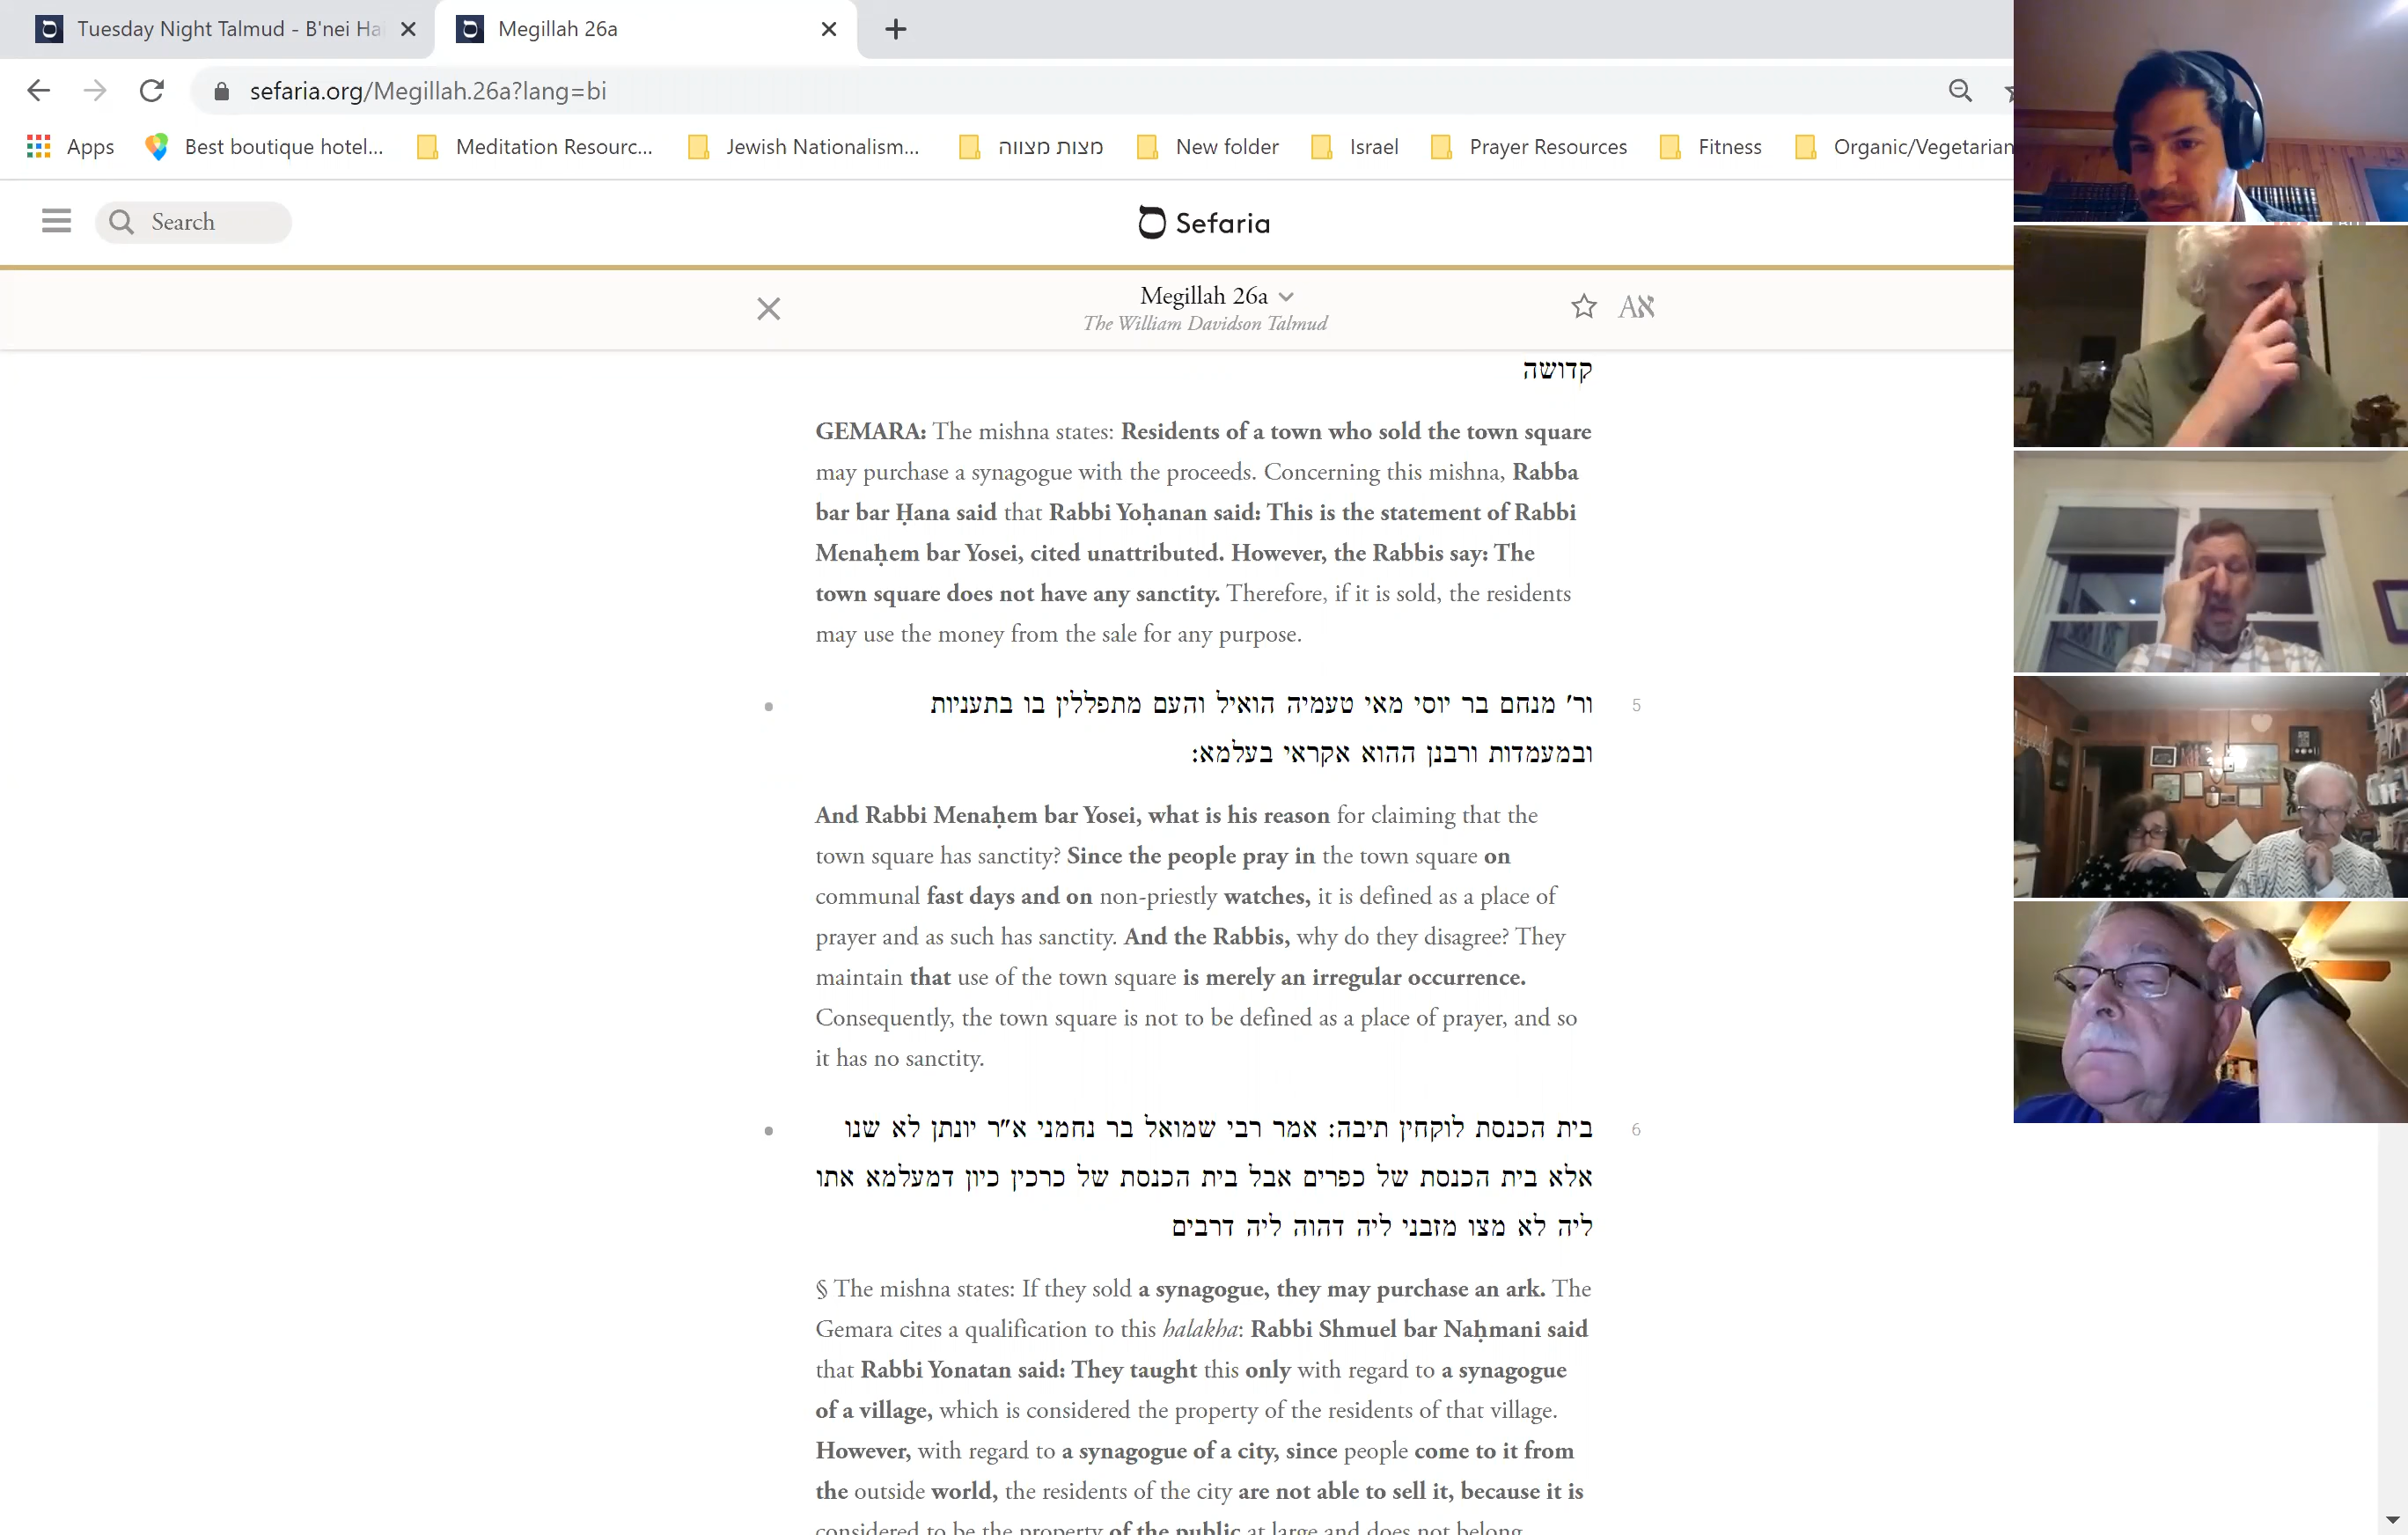 Tuesday Night Talmud - B'nei Ha
Megillah 26a
sefaria.org/Megillah.26a?lang=bi
Apps Best boutique hotel... Meditation Resourc... Jewish Nationalism... מצות מצווה New folder Israel Prayer Resources Fitness Organic/Vegetarian
Search
Sefaria
Megillah 26a
The William Davidson Talmud
Aא
קדושה
GEMARA: The mishna states: Residents of a town who sold the town square
may purchase a synagogue with the proceeds. Concerning this mishna, Rabba
bar bar Ḥana said that Rabbi Yoḥanan said: This is the statement of Rabbi
Menaḥem bar Yosei, cited unattributed. However, the Rabbis say: The
town square does not have any sanctity. Therefore, if it is sold, the residents
may use the money from the sale for any purpose.
5
ור' מנחם בר יוסי מאי טעמיה הואיל והעם מתפללין בו בתעניות
ובמעמדות ורבנן ההוא אקראי בעלמא:
And Rabbi Menaḥem bar Yosei, what is his reason for claiming that the
town square has sanctity? Since the people pray in the town square on
communal fast days and on non-priestly watches, it is defined as a place of
prayer and as such has sanctity. And the Rabbis, why do they disagree? They
maintain that use of the town square is merely an irregular occurrence.
Consequently, the town square is not to be defined as a place of prayer, and so
it has no sanctity.
6
בית הכנסת לוקחין תיבה: אמר רבי שמואל בר נחמני א"ר יונתן לא שנו
אלא בית הכנסת של כפרים אבל בית הכנסת של כרכין כיון דמעלמא אתו
ליה לא מצו מזבני ליה דהוה ליה דרבים
§ The mishna states: If they sold a synagogue, they may purchase an ark. The
Gemara cites a qualification to this halakha: Rabbi Shmuel bar Naḥmani said
that Rabbi Yonatan said: They taught this only with regard to a synagogue
of a village, which is considered the property of the residents of that village.
However, with regard to a synagogue of a city, since people come to it from
the outside world, the residents of the city are not able to sell it, because it is
considered to be the property of the public at large and does not belong